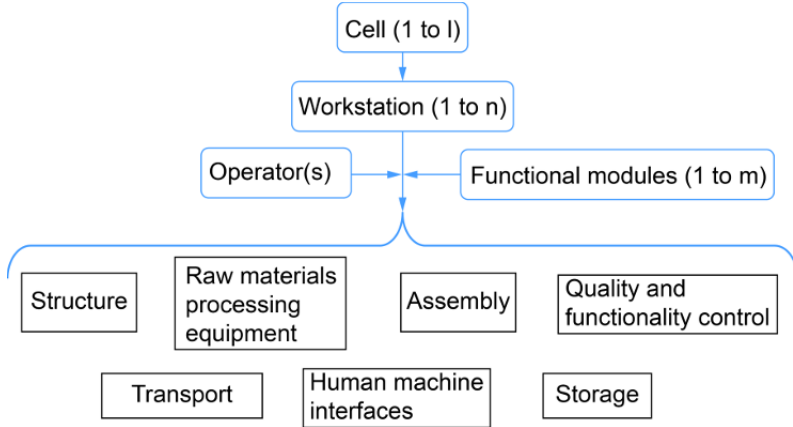 Cell (1 to l)
Workstation (1 to n)
Operator(s)
Functional modules (1 to m)
Structure
Raw materials
processing
equipment
Assembly
Quality and
functionality control
Transport
Human machine
interfaces
Storage